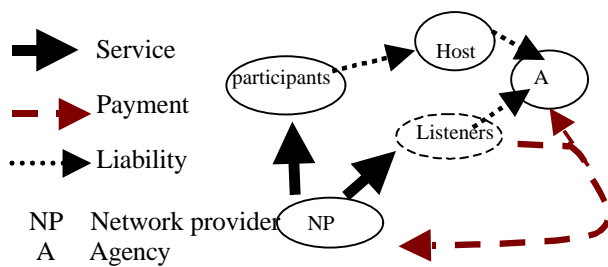 Service
Payment
Liability
NP Network provider
A Agency
participants
Host
A
Listeners
NP